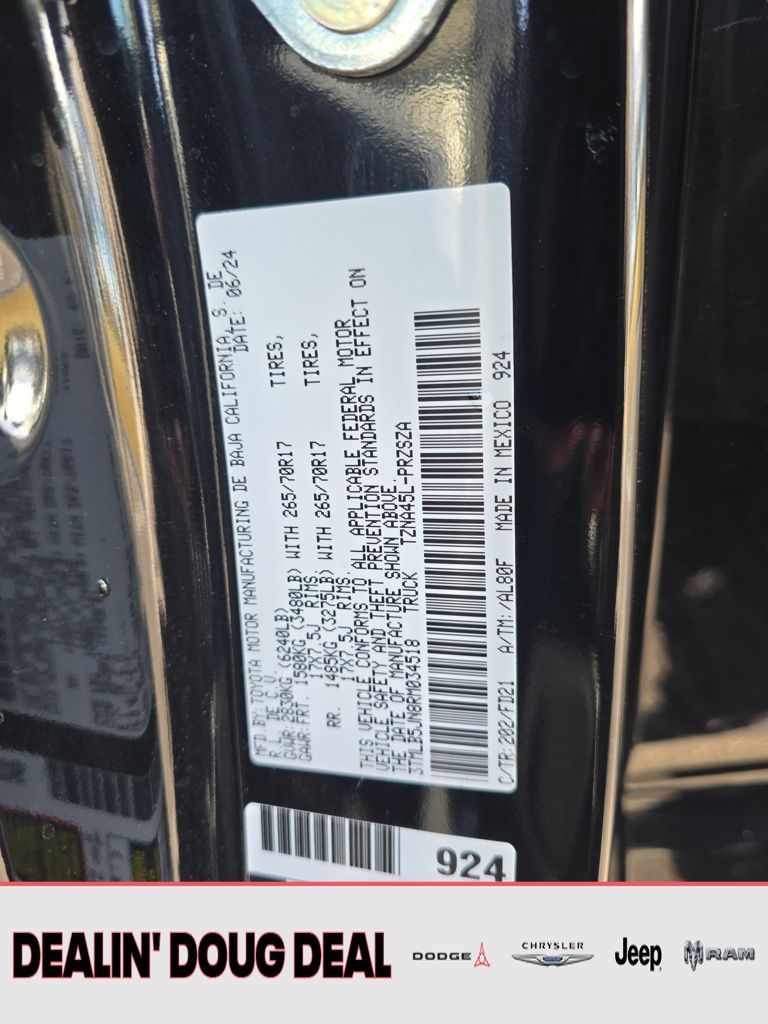 MFD.BY: TOYOTA MOTOR MANUFACTURING DE BAJA CALIFORNIA, S. DE
R.L. DE C.V. DATE: 06/24
GVWR: 2830KG (6240LB)
GAWR: FRT. 1580KG (3480LB) WITH 265/70R17 TIRES,
17X7.5J RIMS,
RR. 1485KG (3275LB) WITH 265/70R17 TIRES,
17X7.5J RIMS.
THIS VEHICLE CONFORMS TO ALL APPLICABLE FEDERAL MOTOR
VEHICLE SAFETY AND THEFT PREVENTION STANDARDS IN EFFECT ON
THE DATE OF MANUFACTURE SHOWN ABOVE
3TMLB5JN8RM034518 TRUCK TZNA45L-PRZSZA
C/TR:202/FD21 A/TM:/AL80F MADE IN MEXICO 924
924
DEALIN' DOUG DEAL
DODGE
CHRYSLER
Jeep
RAM